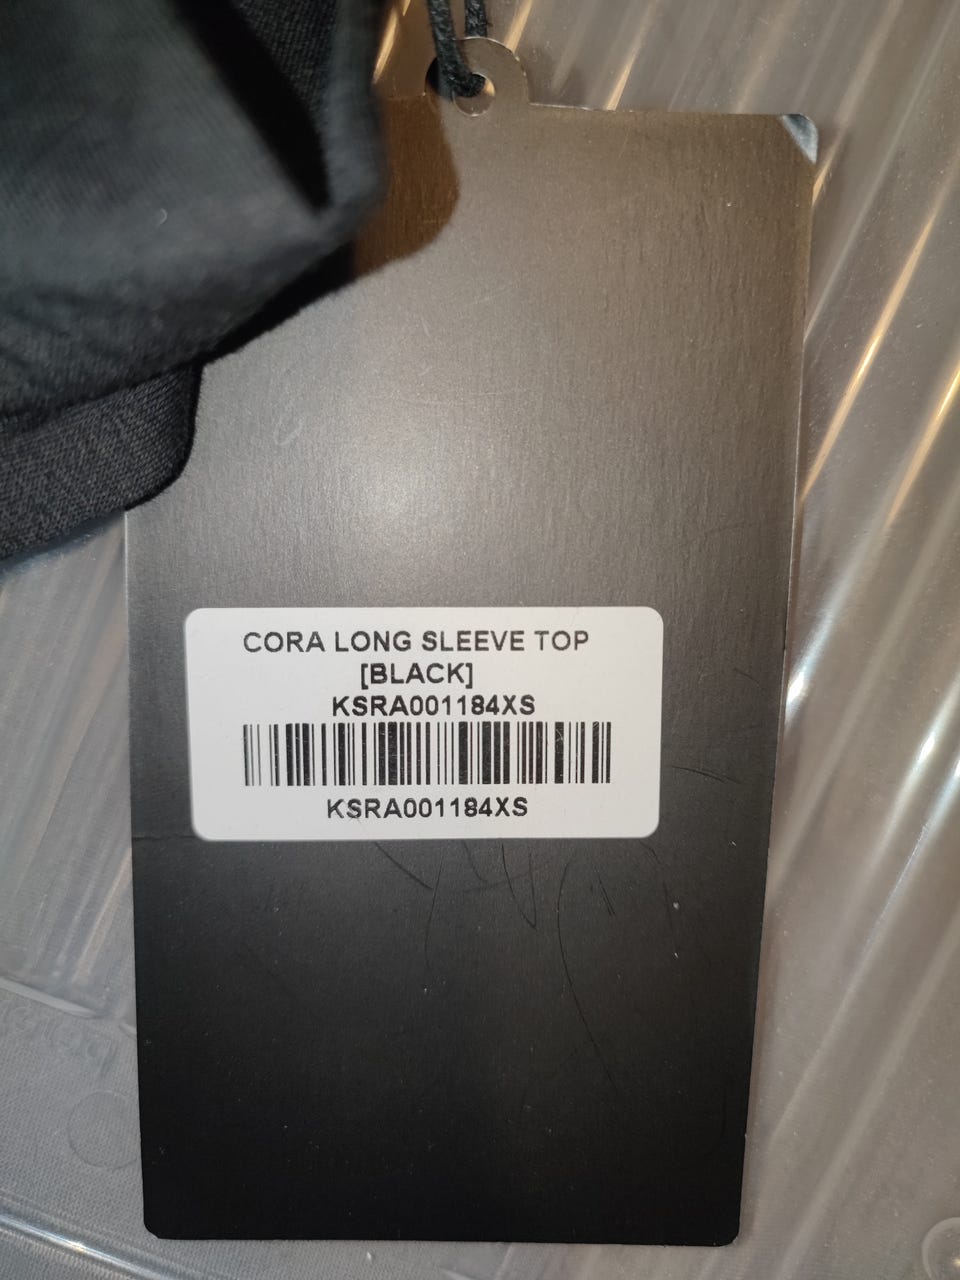 CORA LONG SLEEVE TOP
[BLACK]
KSRA001184XS
KSRA001184XS